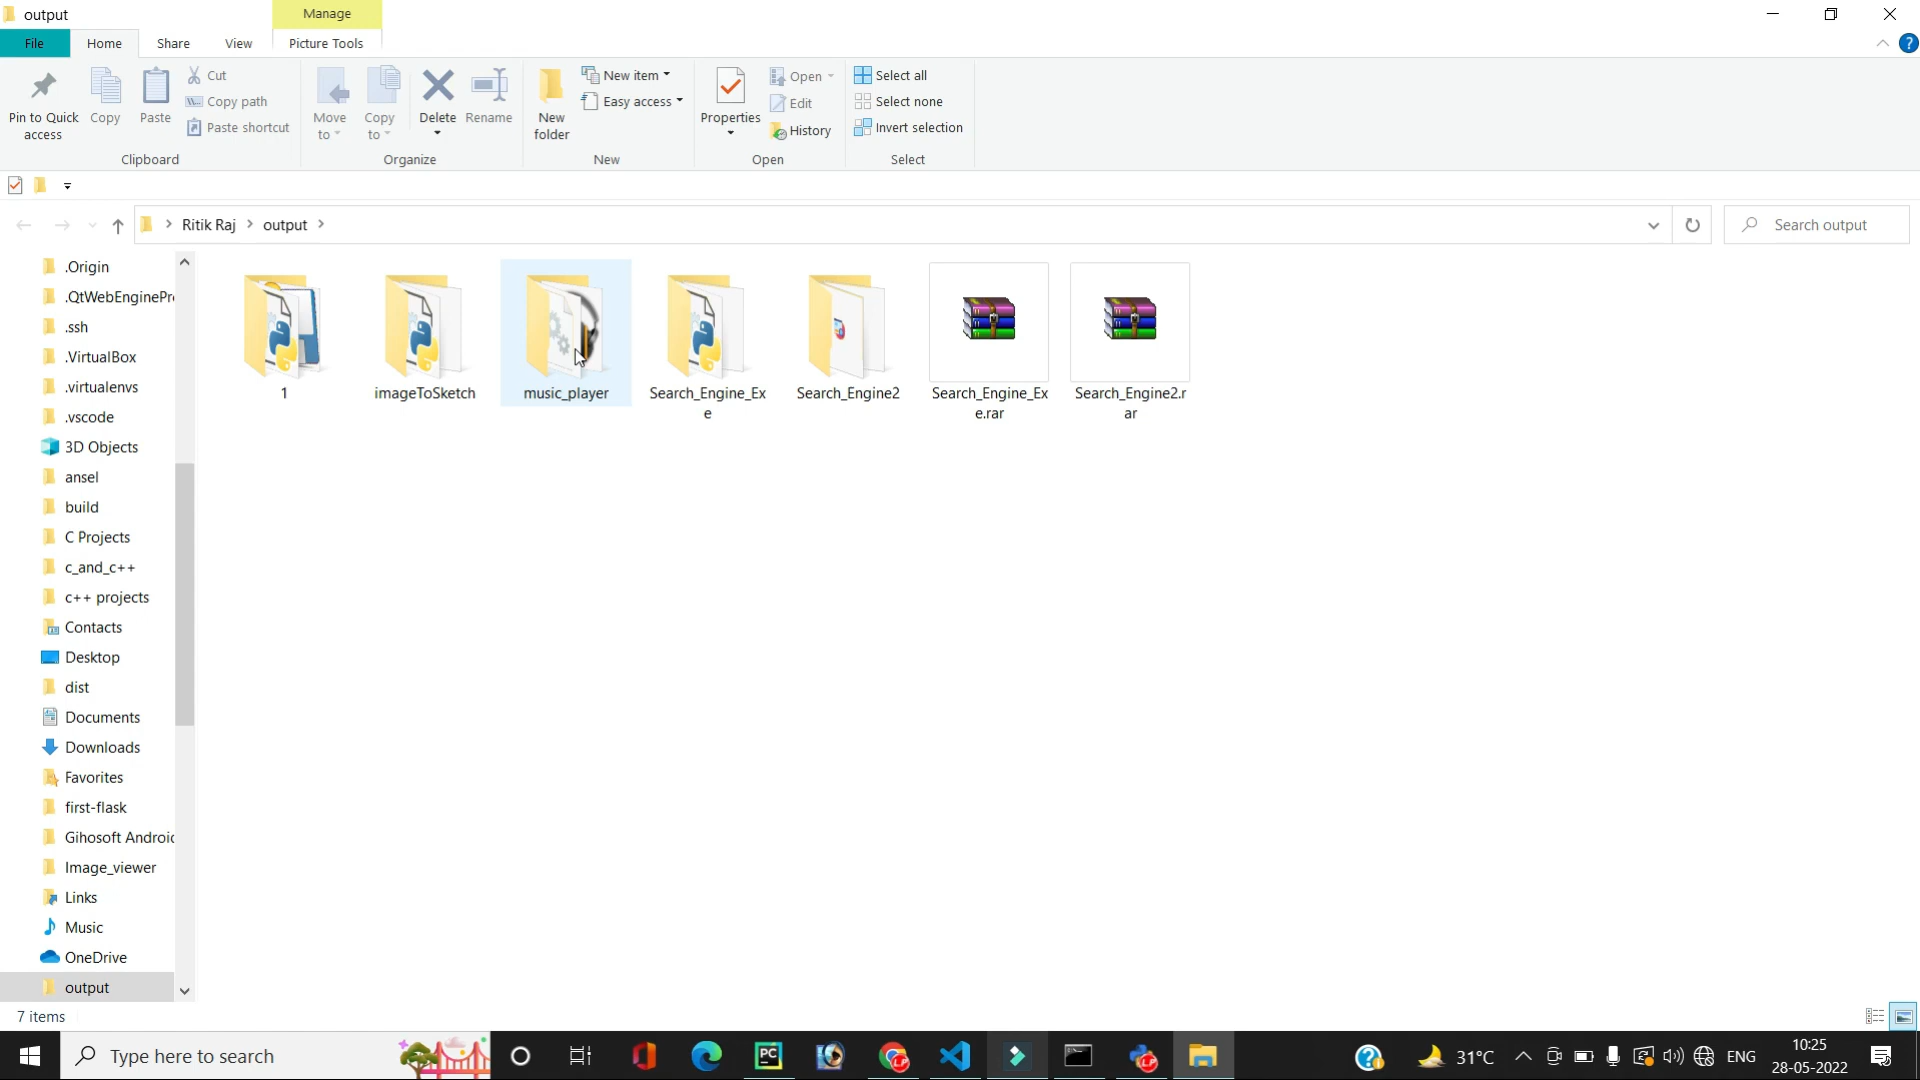 output
Manage
File
Home
Share
View
Picture Tools
Pin to Quick
access
Copy
Paste
Cut
Copy path
Paste shortcut
Clipboard
Move
to
Copy
to
Delete
Rename
Organize
New
folder
New item
Easy access
New
Properties
Open
Edit
History
Open
Select all
Select none
Invert selection
Select
Ritik Raj
output
Search output
.Origin
.QtWebEnginePr
.ssh
.VirtualBox
.virtualenvs
.vscode
3D Objects
ansel
build
C Projects
c_and_c++
c++ projects
Contacts
Desktop
dist
Documents
Downloads
Favorites
first-flask
Gihosoft Androi
Image_viewer
Links
Music
OneDrive
output
1
imageToSketch
music_player
Search_Engine_Ex
e
Search_Engine2
Search_Engine_Ex
e.rar
Search_Engine2.r
ar
7 items
Type here to search
PC
LP
LP
31°C
ENG
10:25
28-05-2022